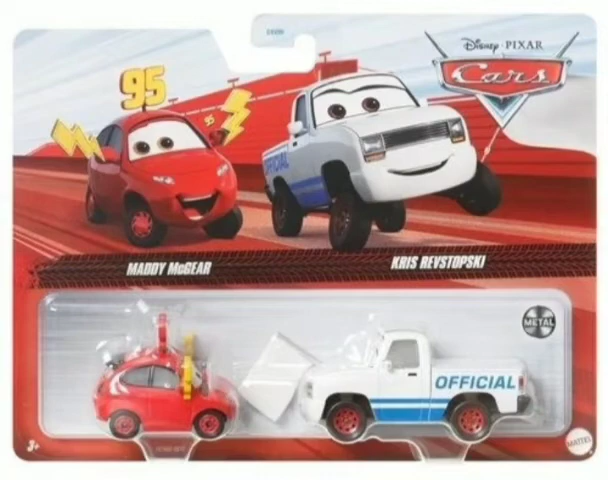 Disney · PIXAR
Cars
95
95
OFFICIAL
MADDY McGEAR
KRIS REVSTOPSKI
METAL
OFFICIAL
3+
MATTEL